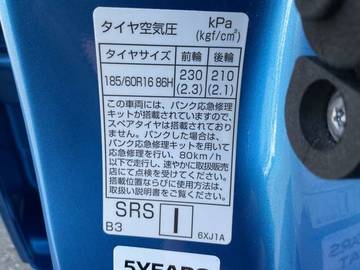 タイヤ空気圧 kPa
(kgf/cm²)
タイヤサイズ 前輪 後輪
185/60R16 86H 230 210
(2.3) (2.1)
この車両には、パンク応急修理
キットが搭載されていますので、
スペアタイヤは搭載されており
ません。パンクした場合は、
パンク応急修理キットを用いて
応急修理を行い、80km/h
以下で走行し、速やかに取扱販売
店にて点検を受けてください。
搭載位置ならびに使用方法は、
取扱説明書をご覧ください。
SRS I
B3 6XJ1A
5YEARS